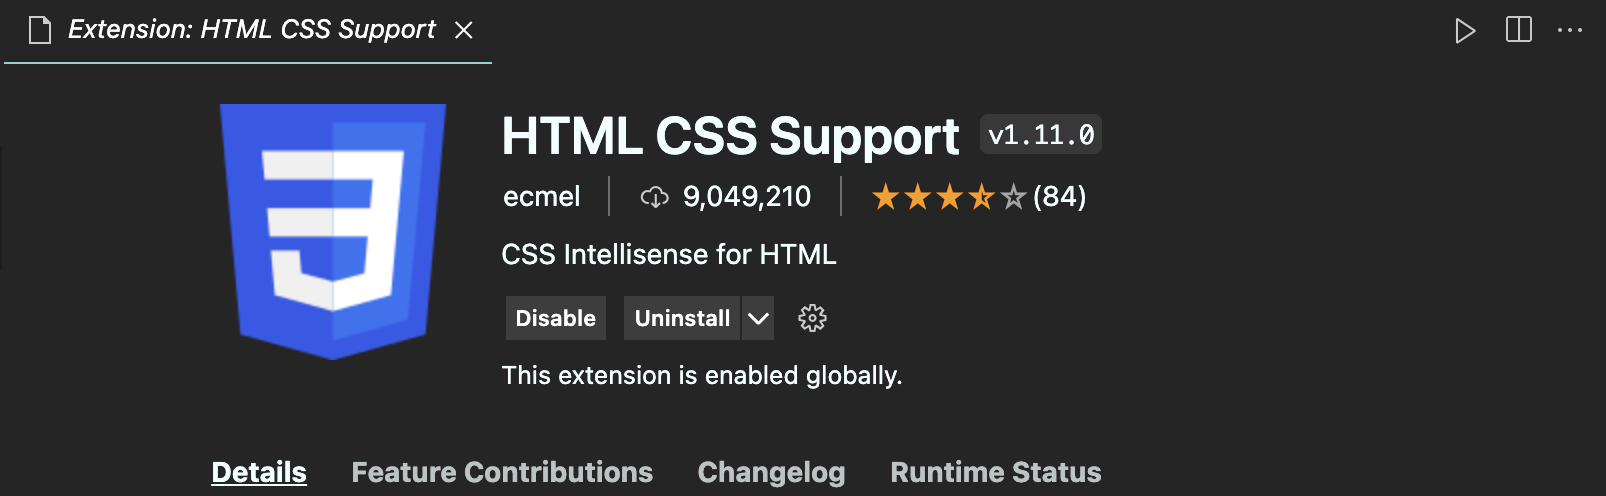 Extension: HTML CSS Support
HTML CSS Support v1.11.0
ecmel 9,049,210 (84)
CSS Intellisense for HTML
Disable Uninstall
This extension is enabled globally.
Details Feature Contributions Changelog Runtime Status